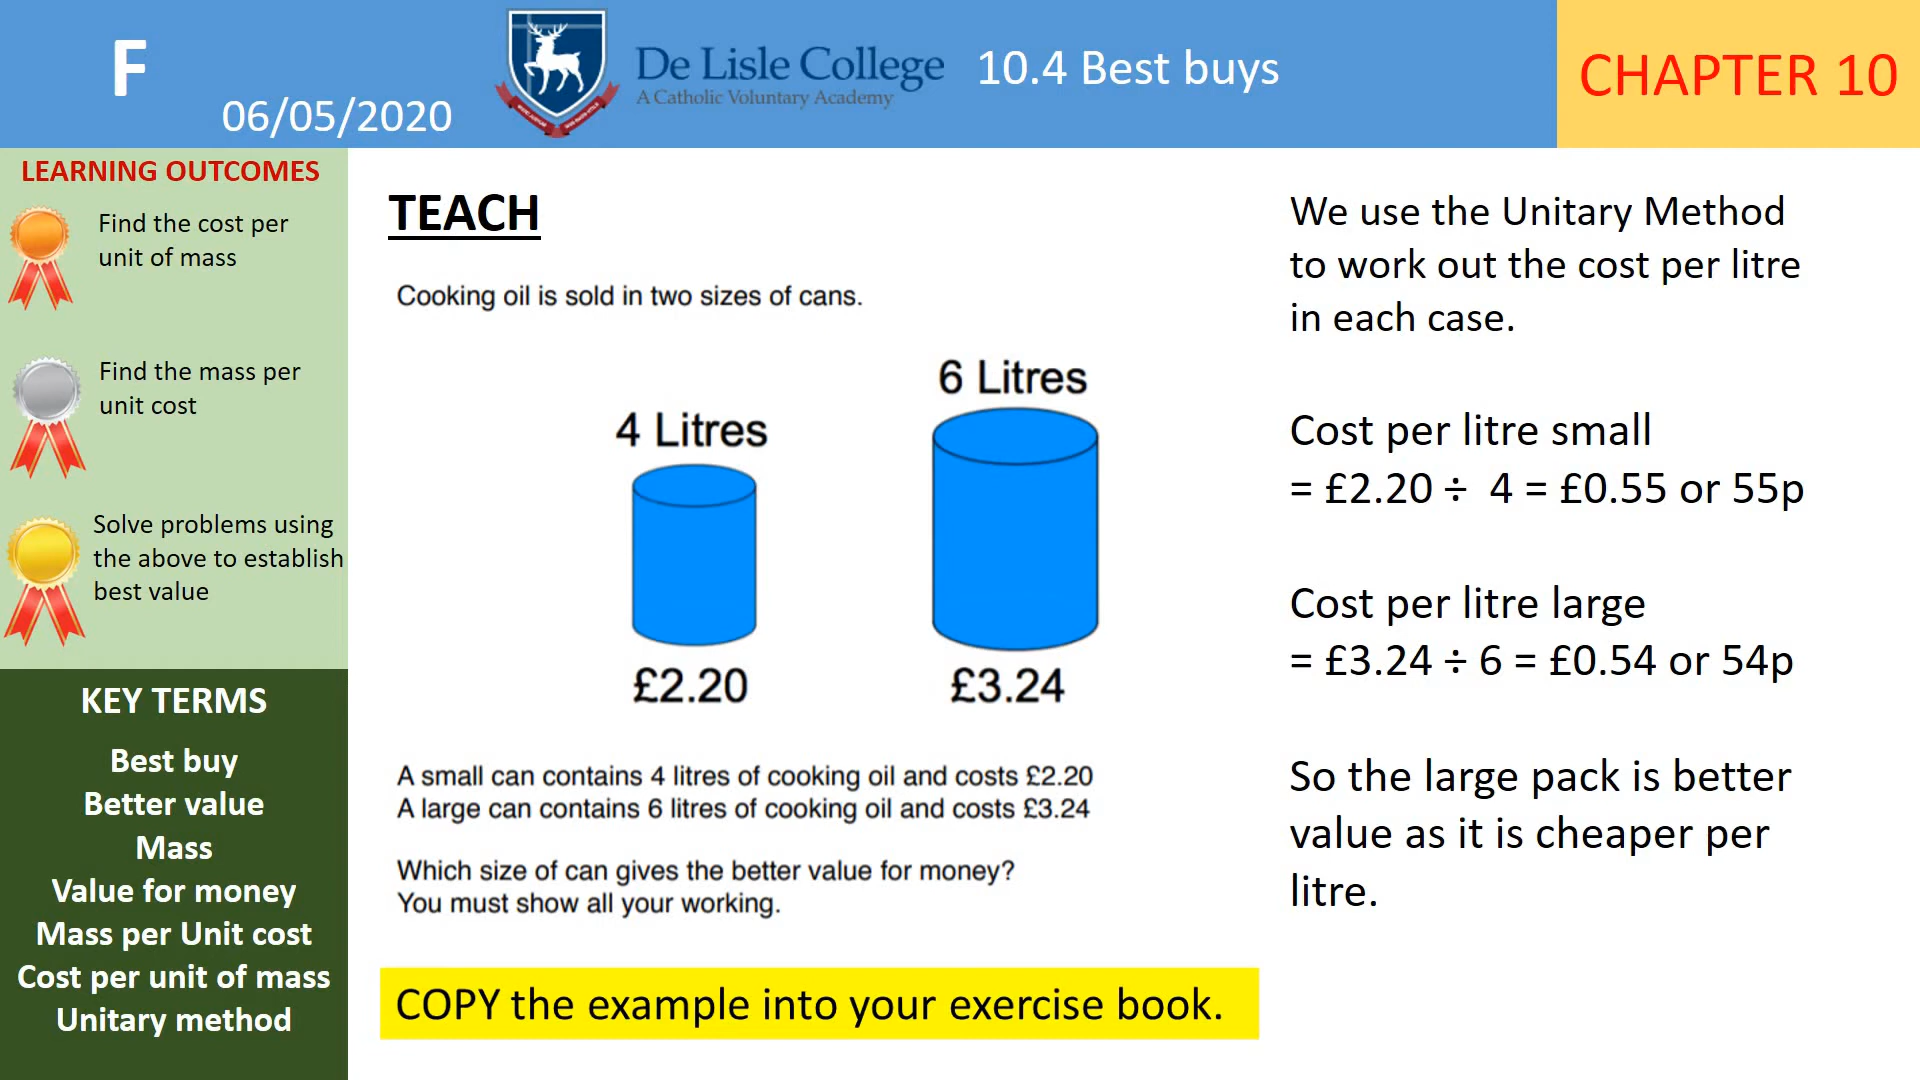 F
06/05/2020
De Lisle College
A Catholic Voluntary Academy
10.4 Best buys
CHAPTER 10
LEARNING OUTCOMES
Find the cost per
unit of mass
Find the mass per
unit cost
Solve problems using
the above to establish
best value
KEY TERMS
Best buy
Better value
Mass
Value for money
Mass per Unit cost
Cost per unit of mass
Unitary method
TEACH
Cooking oil is sold in two sizes of cans.
4 Litres
6 Litres
£2.20
£3.24
A small can contains 4 litres of cooking oil and costs £2.20
A large can contains 6 litres of cooking oil and costs £3.24
Which size of can gives the better value for money?
You must show all your working.
COPY the example into your exercise book.
We use the Unitary Method
to work out the cost per litre
in each case.
Cost per litre small
= £2.20 ÷  4 = £0.55 or 55p
Cost per litre large
= £3.24 ÷ 6 = £0.54 or 54p
So the large pack is better
value as it is cheaper per
litre.